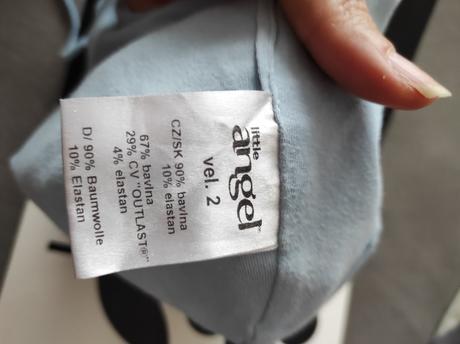 little
angel
vel. 2
CZ/SK 90% bavlna
10% elastan
67% bavlna
29% CV "OUTLAST®"
4% elastan
D/ 90% Baumwolle
10% Elastan